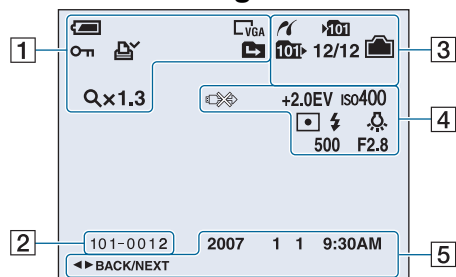 VGA 101
101 12/12
1 3
×1.3
+2.0EV ISO400
4
500 F2.8
2 101-0012 2007 1 1 9:30AM 5
BACK/NEXT